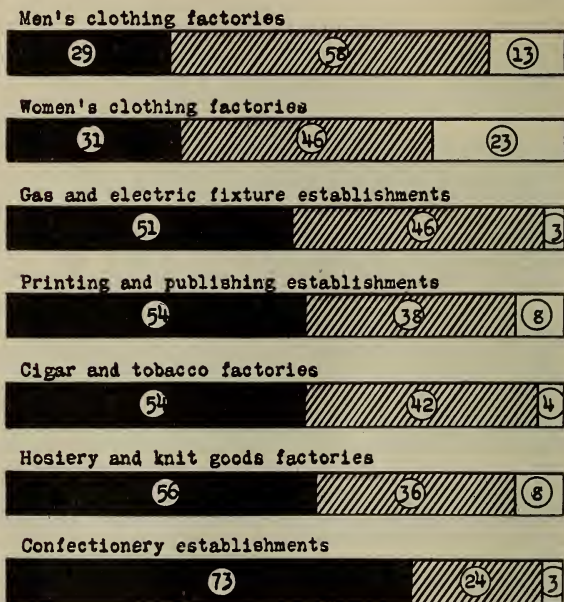 Men's clothing factories
29 58 13
Women's clothing factories
31 46 23
Gas and electric fixture establishments
51 46 3
Printing and publishing establishments
54 38 8
Cigar and tobacco factories
54 42 4
Hosiery and knit goods factories
56 36 8
Confectionery establishments
73 24 3